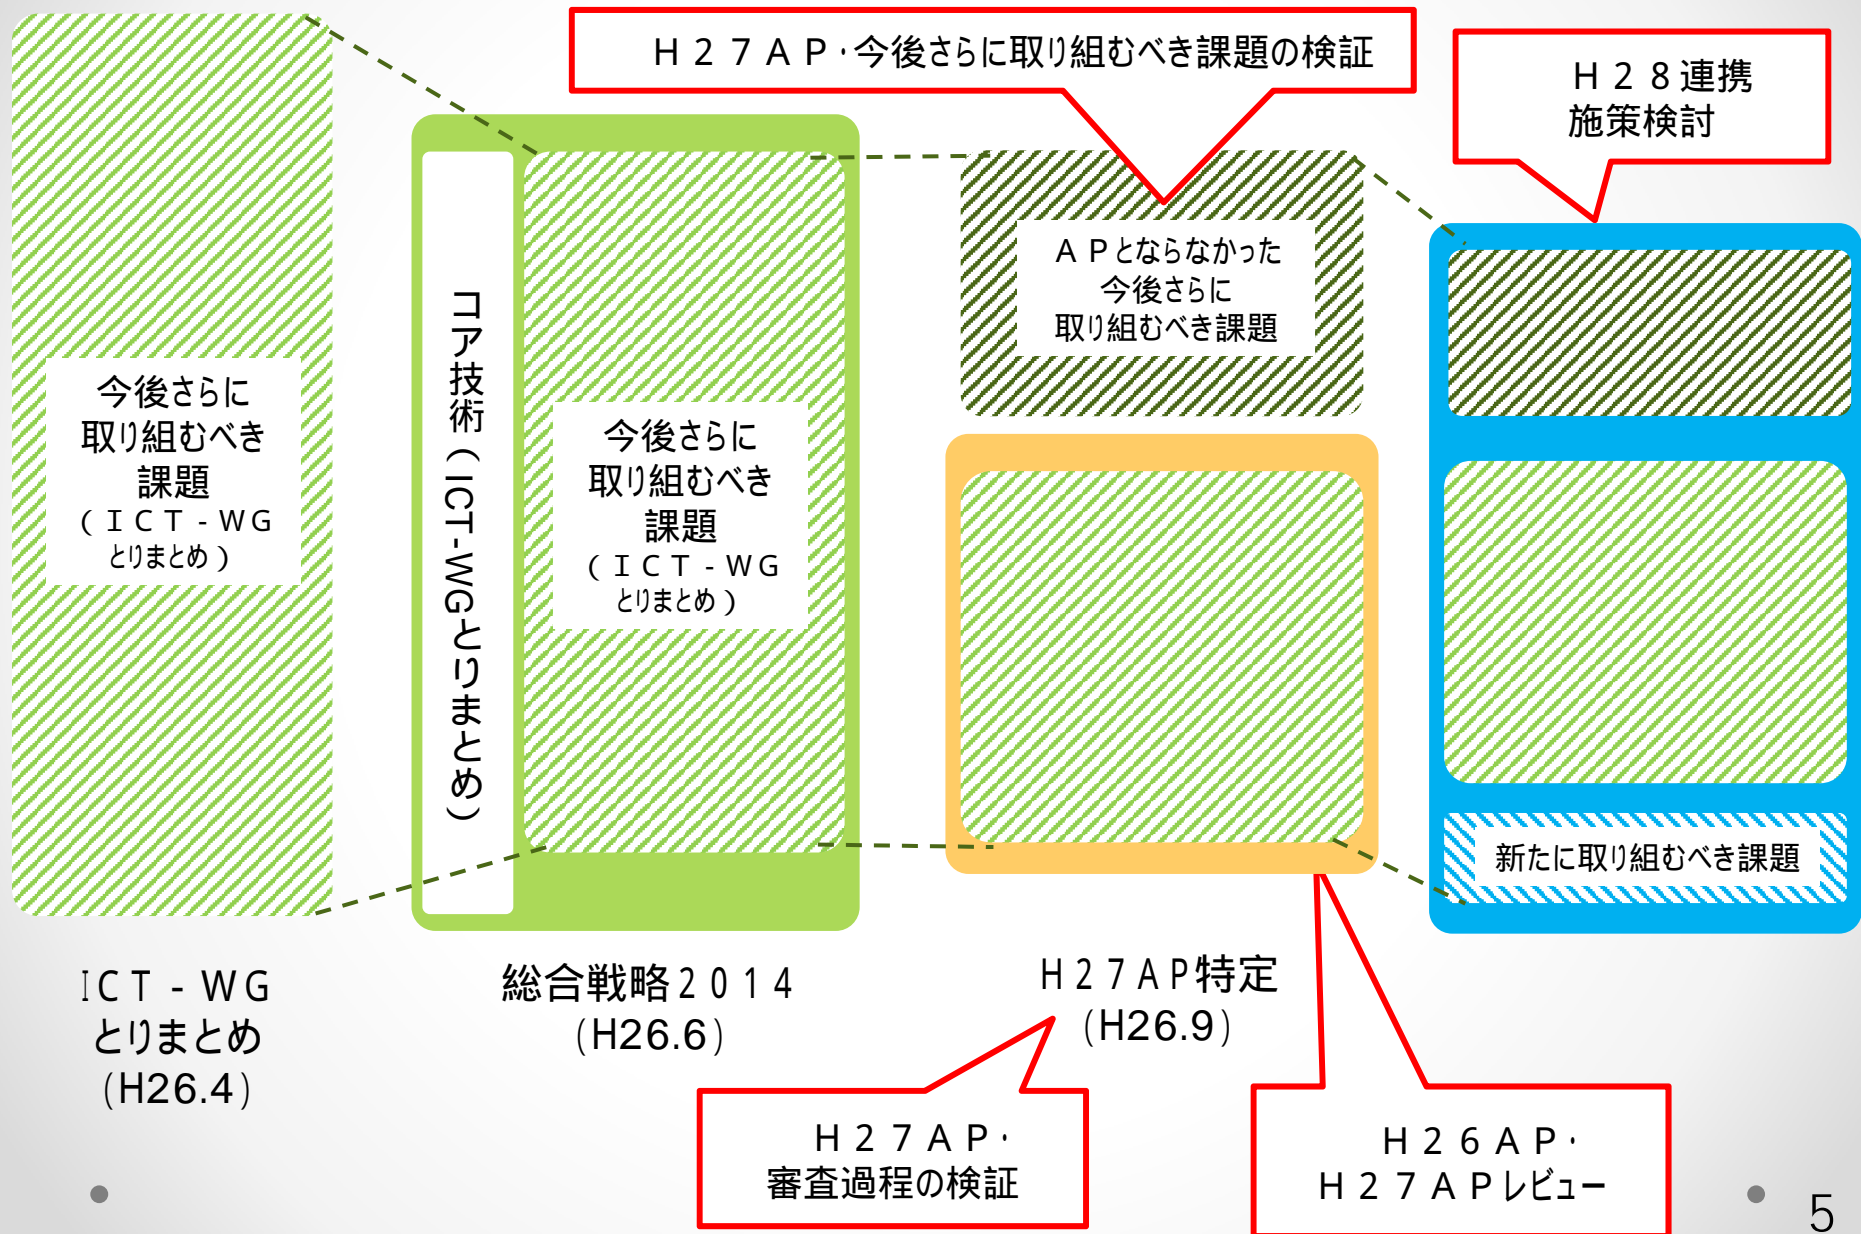 Ｈ２７ＡＰ・今後さらに取り組むべき課題の検証
Ｈ２８連携
施策検討
今後さらに
取り組むべき
課題
（ＩＣＴ‐ＷＧ
とりまとめ）
コア技術（ICT-WGとりまとめ）
今後さらに
取り組むべき
課題
（ＩＣＴ‐ＷＧ
とりまとめ）
ＡＰとならなかった
今後さらに
取り組むべき課題
新たに取り組むべき課題
ＩＣＴ‐ＷＧ
とりまとめ
（H26.4）
総合戦略２０１４
（H26.6）
Ｈ２７ＡＰ特定
（H26.9）
Ｈ２７ＡＰ・
審査過程の検証
Ｈ２６ＡＰ・
Ｈ２７ＡＰレビュー
5